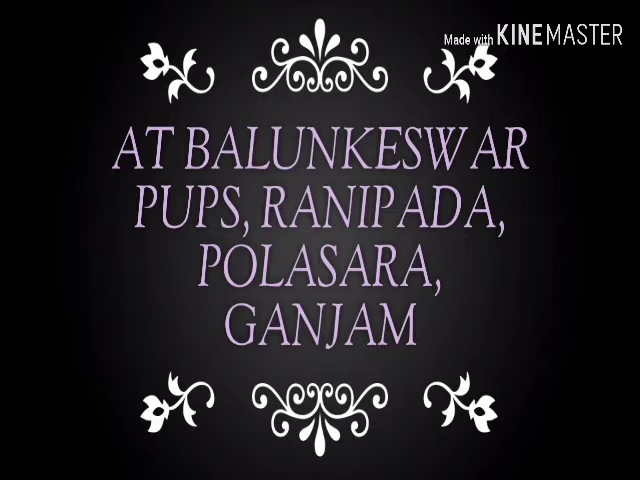 Made with KINEMASTER
AT BALUNKESWAR
PUPS, RANIPADA,
POLASARA,
GANJAM